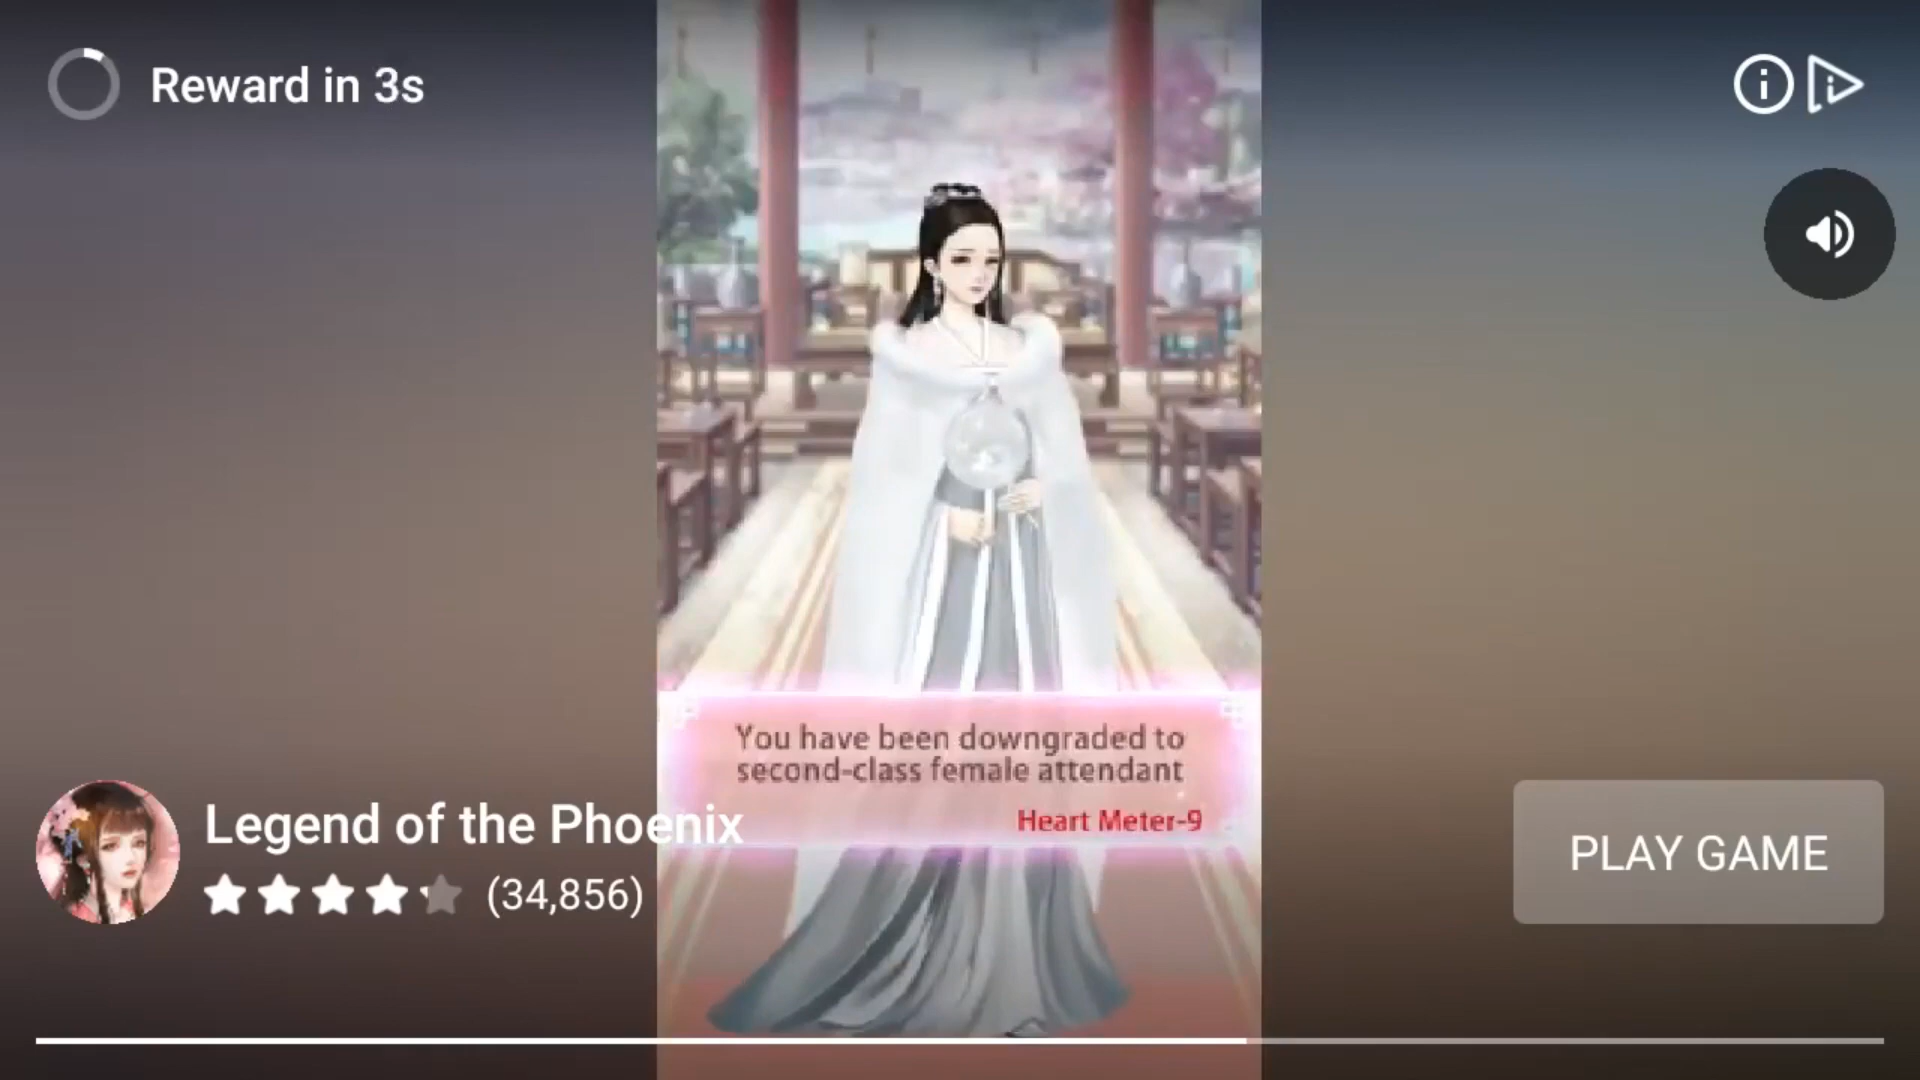 Reward in 3s
You have been downgraded to
second-class female attendant
Heart Meter-9
Legend of the Phoenix
(34,856)
PLAY GAME